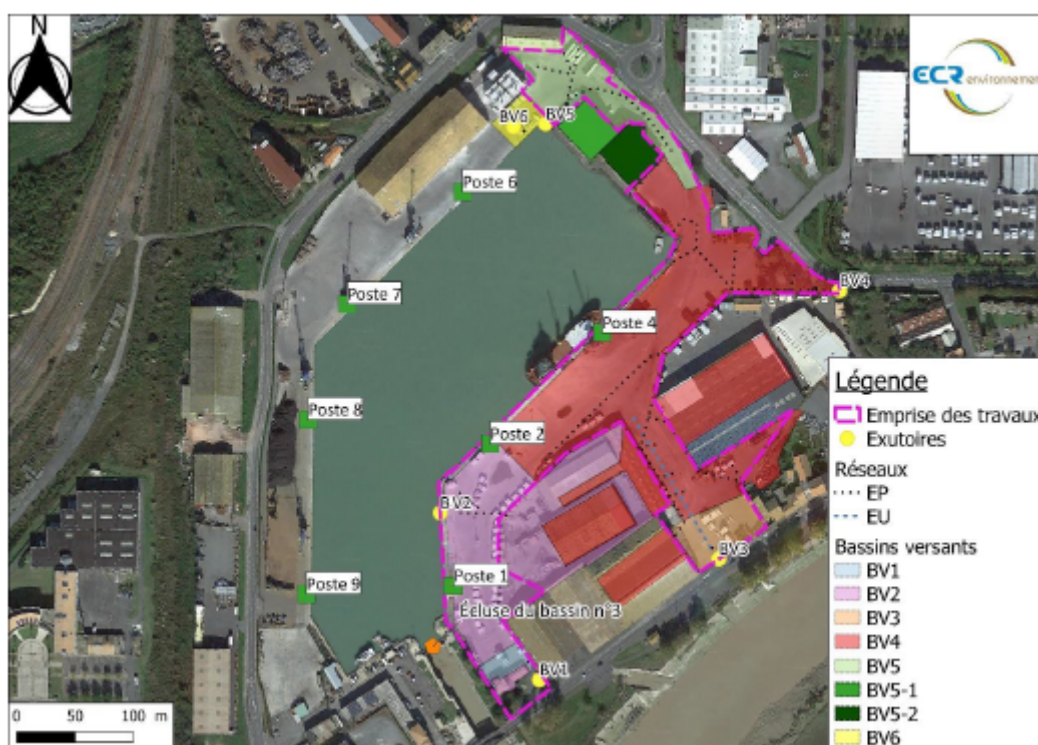 ECR environnement
BV6
BV5
Poste 6
BV4
Poste 7
Poste 4
Poste 8
Poste 2
BV2
BV3
Poste 1
Poste 9
Écluse du bassin n°3
BV1
0 50 100 m
Légende
Emprise des travaux
Exutoires
Réseaux
EP
EU
Bassins versants
BV1
BV2
BV3
BV4
BV5
BV5-1
BV5-2
BV6